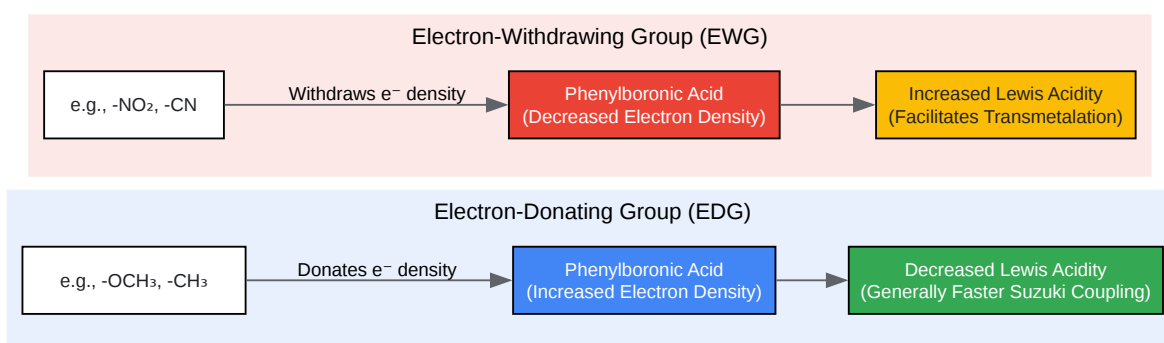 Electron-Withdrawing Group (EWG)
e.g., -NO₂, -CN
Withdraws e⁻ density
Phenylboronic Acid
(Decreased Electron Density)
Increased Lewis Acidity
(Facilitates Transmetalation)
Electron-Donating Group (EDG)
e.g., -OCH₃, -CH₃
Donates e⁻ density
Phenylboronic Acid
(Increased Electron Density)
Decreased Lewis Acidity
(Generally Faster Suzuki Coupling)